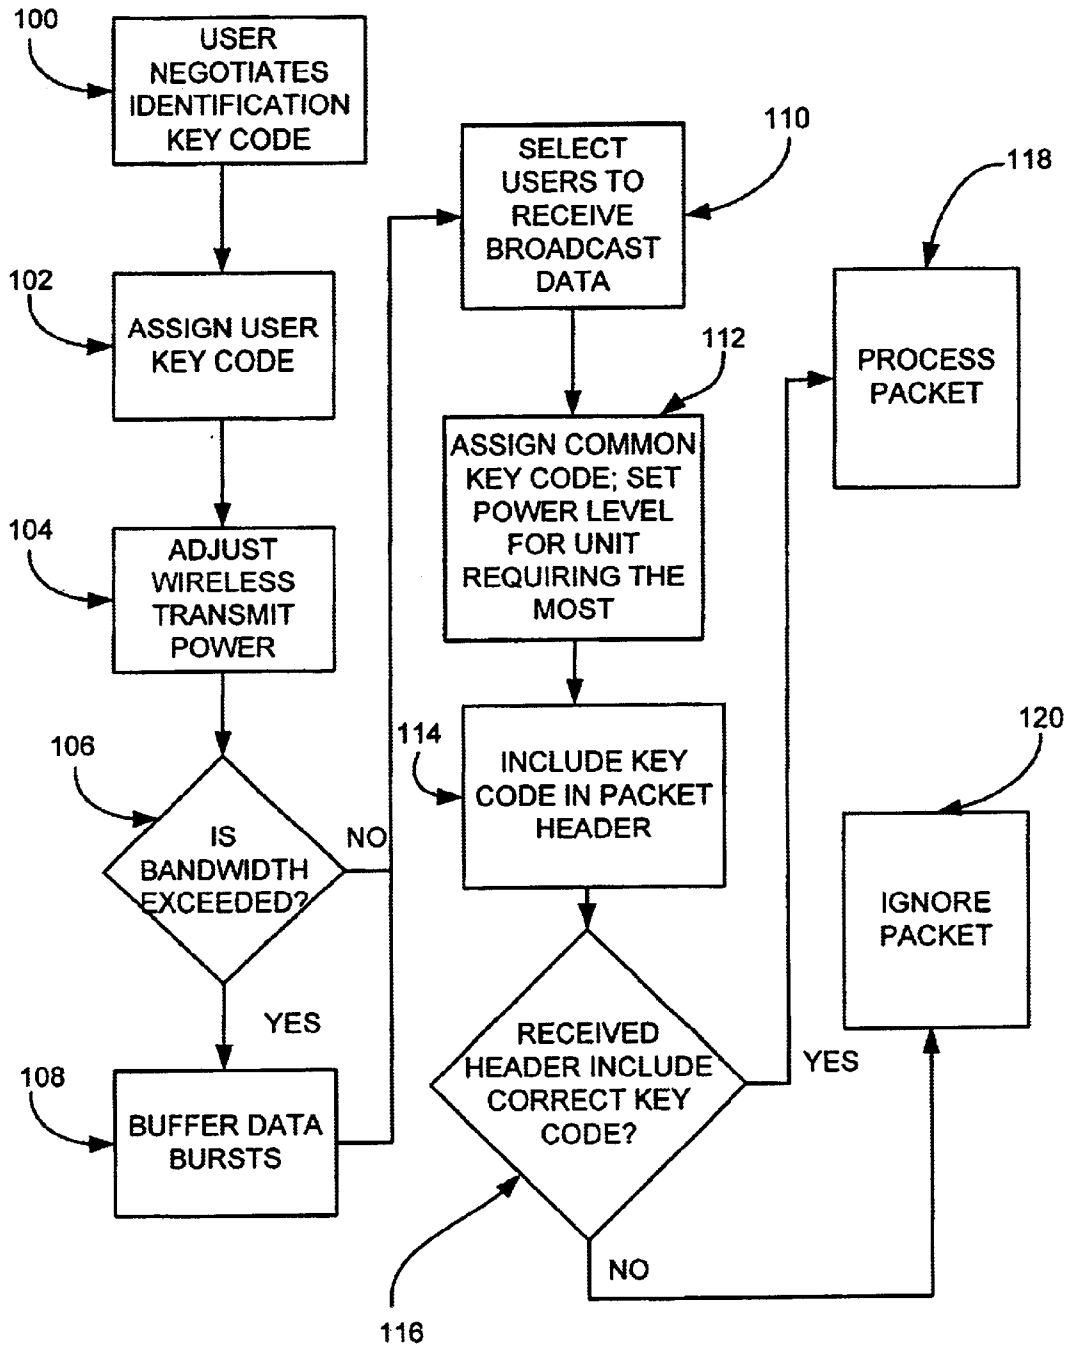 100
USER
NEGOTIATES
IDENTIFICATION
KEY CODE
102
ASSIGN USER
KEY CODE
104
ADJUST
WIRELESS
TRANSMIT
POWER
106
IS
BANDWIDTH
EXCEEDED?
NO
YES
108
BUFFER DATA
BURSTS
110
SELECT
USERS TO
RECEIVE
BROADCAST
DATA
112
ASSIGN COMMON
KEY CODE; SET
POWER LEVEL
FOR UNIT
REQUIRING THE
MOST
114
INCLUDE KEY
CODE IN PACKET
HEADER
RECEIVED
HEADER INCLUDE
CORRECT KEY
CODE?
YES
NO
116
118
PROCESS
PACKET
120
IGNORE
PACKET